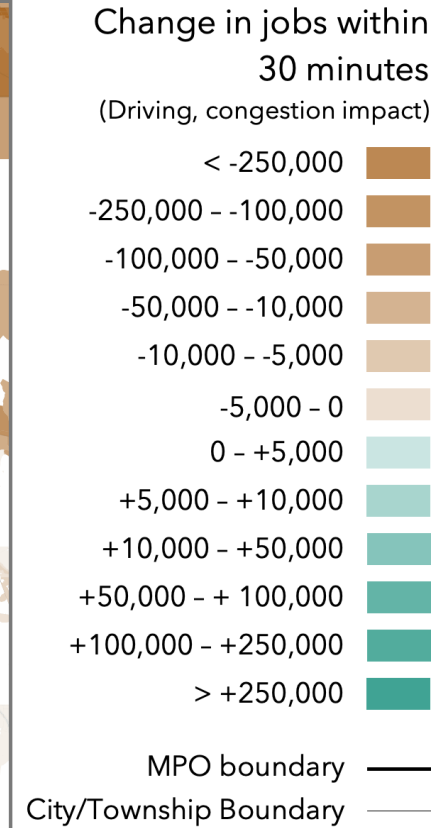 Change in jobs within
30 minutes
(Driving, congestion impact)
< -250,000
-250,000 – -100,000
-100,000 – -50,000
-50,000 – -10,000
-10,000 – -5,000
-5,000 – 0
0 – +5,000
+5,000 – +10,000
+10,000 – +50,000
+50,000 – + 100,000
+100,000 – +250,000
> +250,000
MPO boundary
City/Township Boundary